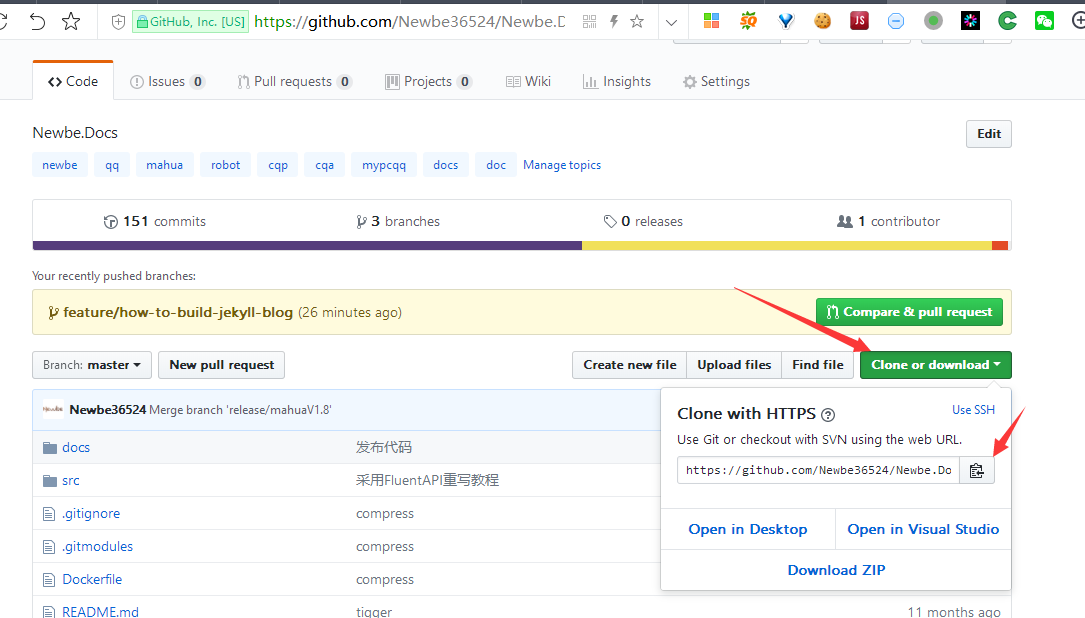 GitHub, Inc. [US] https://github.com/Newbe36524/Newbe.D
Code Issues 0 Pull requests 0 Projects 0 Wiki Insights Settings
Newbe.Docs Edit
newbe qq mahua robot cqp cqa mypcqq docs doc Manage topics
151 commits 3 branches 0 releases 1 contributor
Your recently pushed branches:
feature/how-to-build-jekyll-blog (26 minutes ago) Compare & pull request
Branch: master New pull request Create new file Upload files Find file Clone or download
Newbe36524 Merge branch 'release/mahuaV1.8'
docs 发布代码
src 采用FluentAPI重写教程
.gitignore compress
.gitmodules compress
Dockerfile compress
README.md tigger 11 months ago
Clone with HTTPS Use SSH
Use Git or checkout with SVN using the web URL.
https://github.com/Newbe36524/Newbe.Do
Open in Desktop Open in Visual Studio
Download ZIP